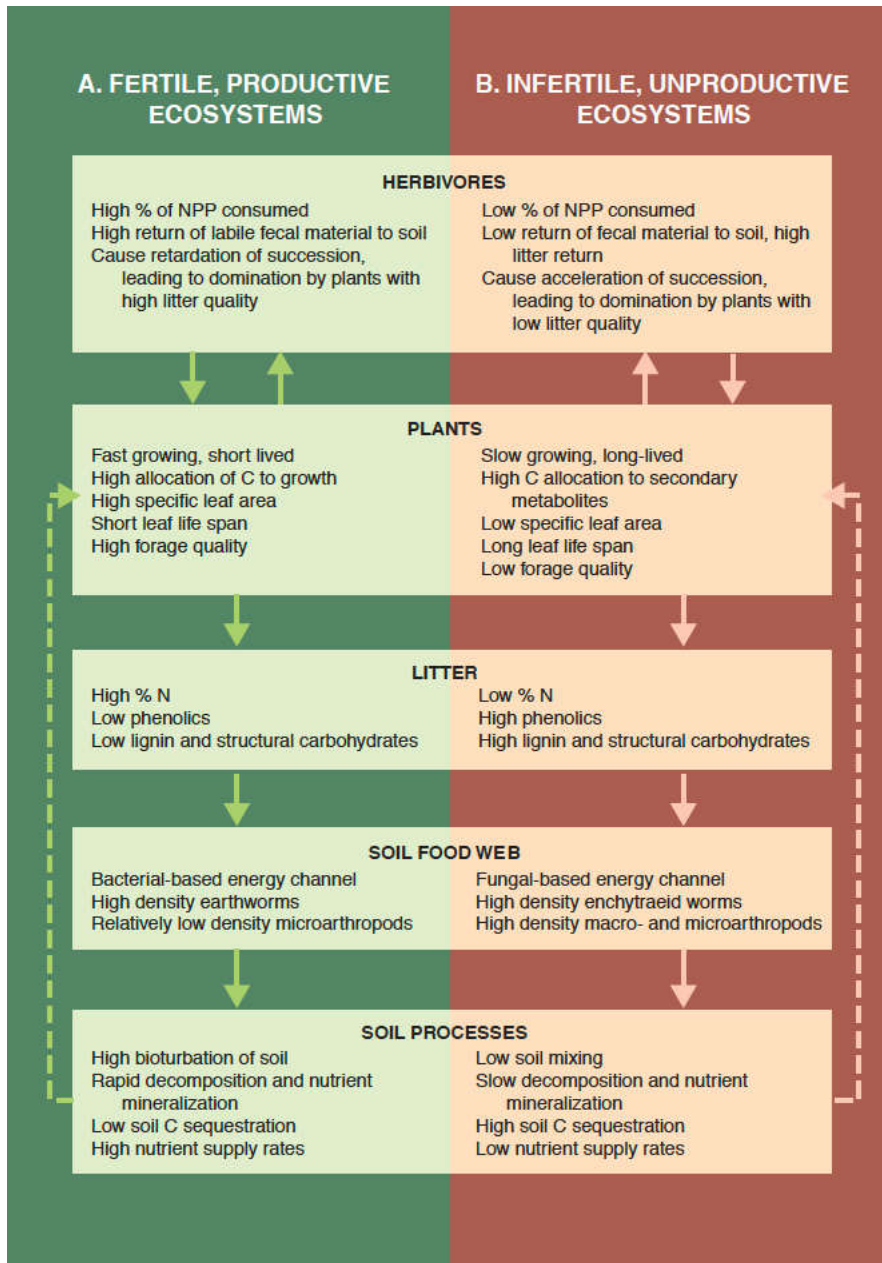 A. FERTILE, PRODUCTIVE
ECOSYSTEMS
B. INFERTILE, UNPRODUCTIVE
ECOSYSTEMS
HERBIVORES
High % of NPP consumed
High return of labile fecal material to soil
Cause retardation of succession,
leading to domination by plants with
high litter quality
Low % of NPP consumed
Low return of fecal material to soil, high
litter return
Cause acceleration of succession,
leading to domination by plants with
low litter quality
PLANTS
Fast growing, short lived
High allocation of C to growth
High specific leaf area
Short leaf life span
High forage quality
Slow growing, long-lived
High C allocation to secondary
metabolites
Low specific leaf area
Long leaf life span
Low forage quality
LITTER
High % N
Low phenolics
Low lignin and structural carbohydrates
Low % N
High phenolics
High lignin and structural carbohydrates
SOIL FOOD WEB
Bacterial-based energy channel
High density earthworms
Relatively low density microarthropods
Fungal-based energy channel
High density enchytraeid worms
High density macro- and microarthropods
SOIL PROCESSES
High bioturbation of soil
Rapid decomposition and nutrient
mineralization
Low soil C sequestration
High nutrient supply rates
Low soil mixing
Slow decomposition and nutrient
mineralization
High soil C sequestration
Low nutrient supply rates